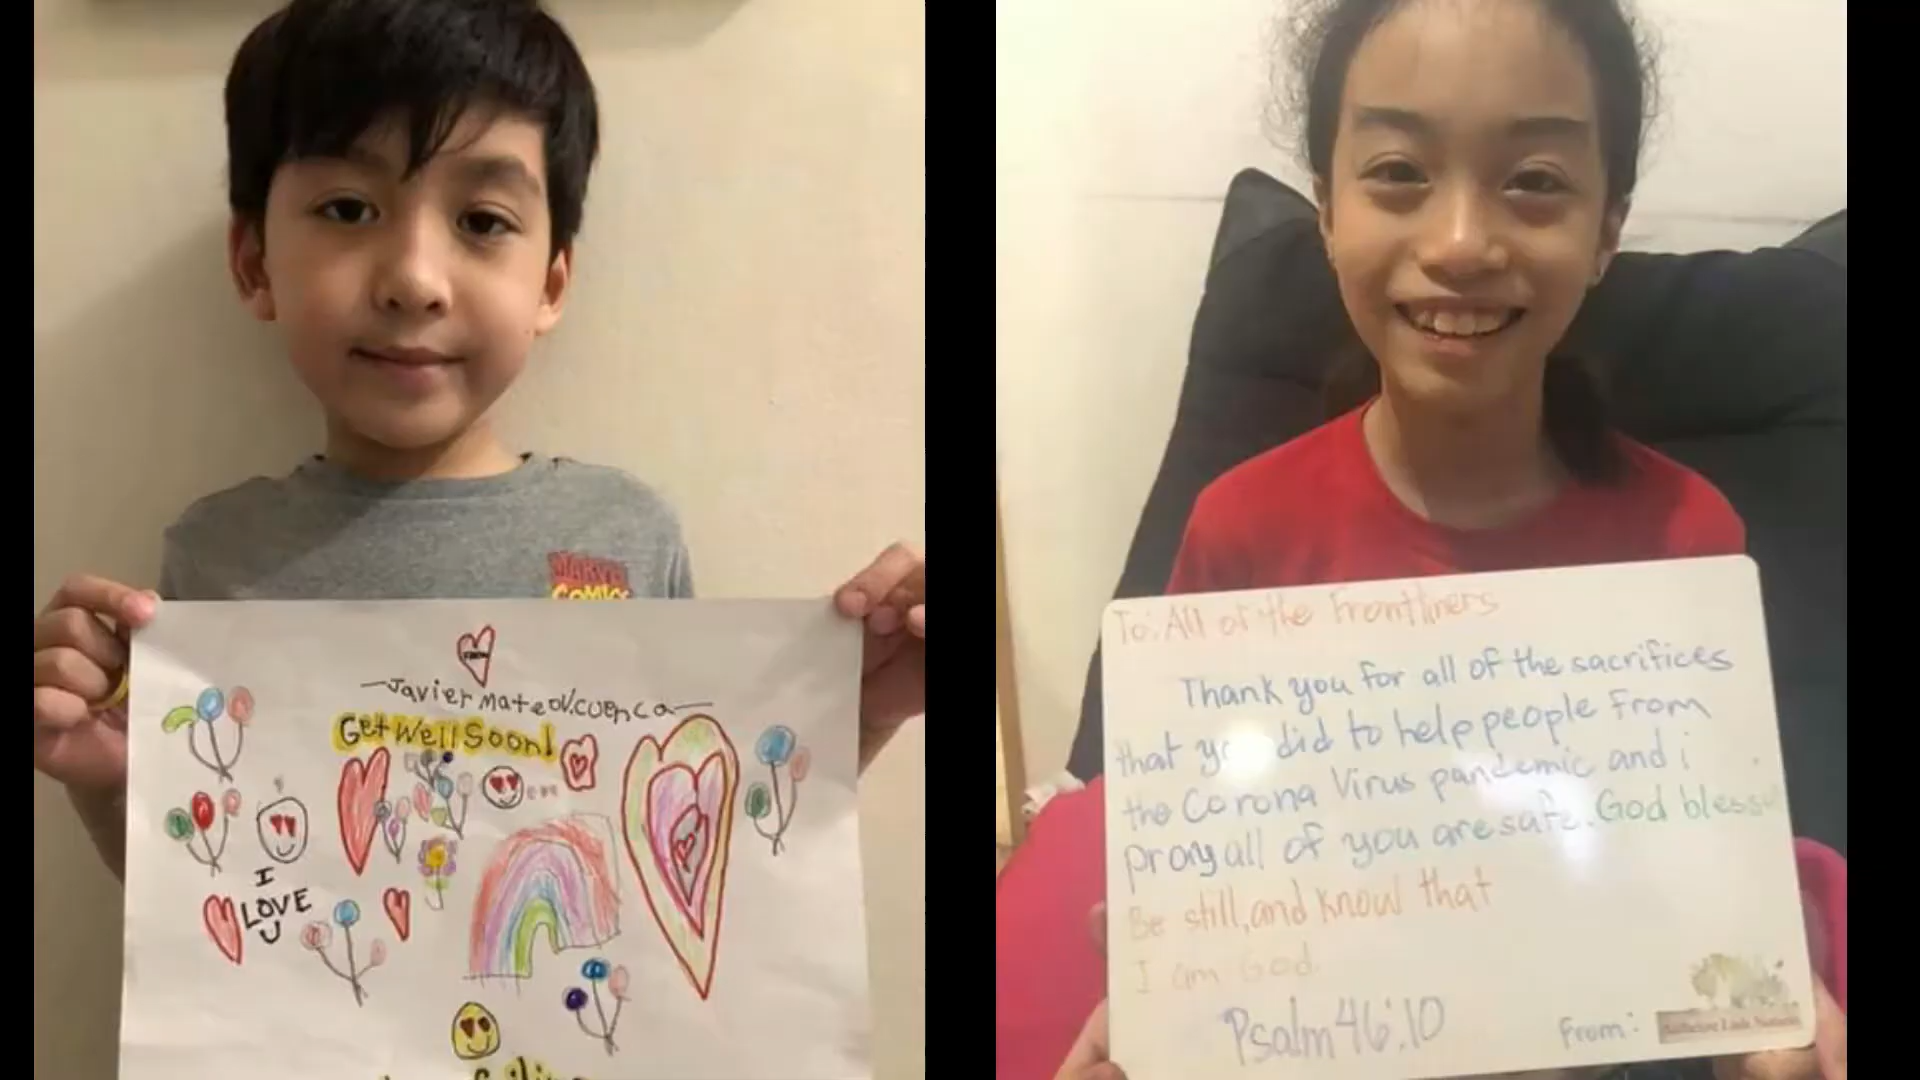 MARVEL
COMICS
FROM
-Javier Mateo V. cuenca-
Get Well Soon!
I
LOVE
U
To: All of the Frontliners
Thank you for all of the sacrifices
that you did to help people from
the Corona Virus pandemic and i
pray all of you are safe. God bless
Be still, and know that
I am God
Psalm 46:10
From: